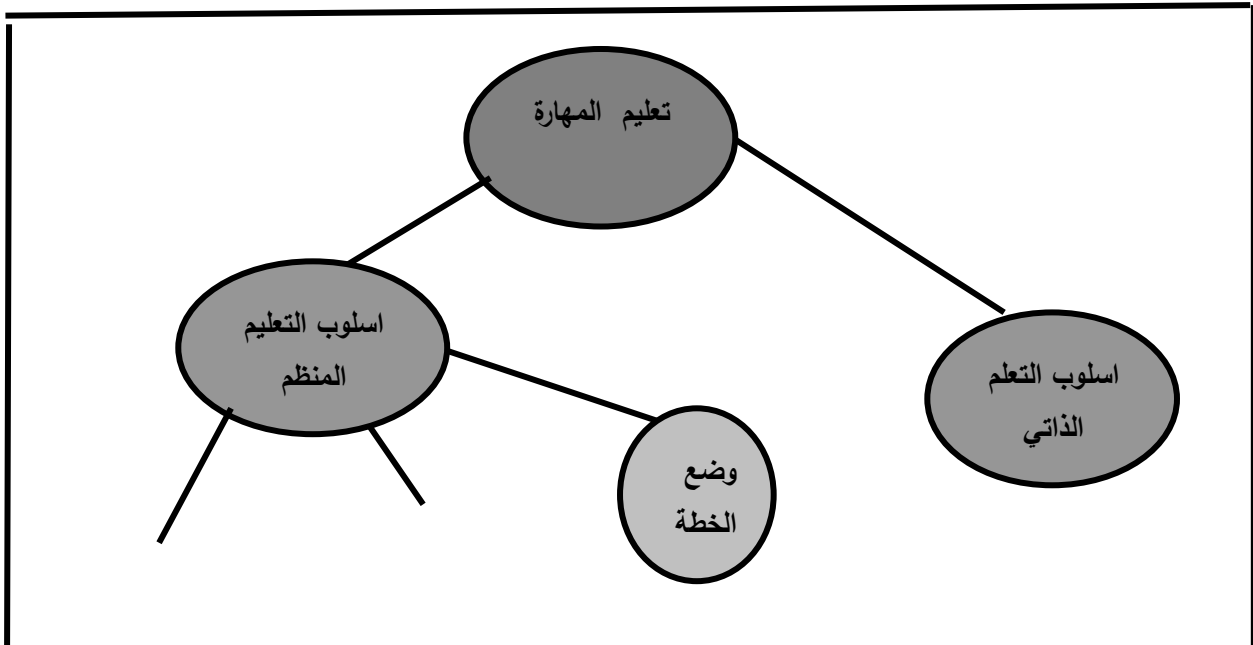 تعليم المهارة
اسلوب التعليم
المنظم
اسلوب التعلم
الذاتي
وضع
الخطة